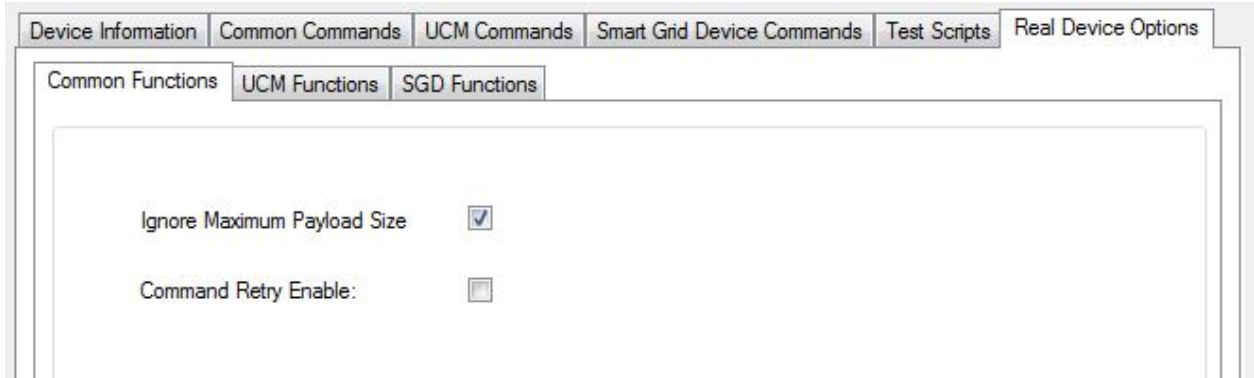 Device Information Common Commands UCM Commands Smart Grid Device Commands Test Scripts Real Device Options
Common Functions UCM Functions SGD Functions
Ignore Maximum Payload Size
Command Retry Enable: